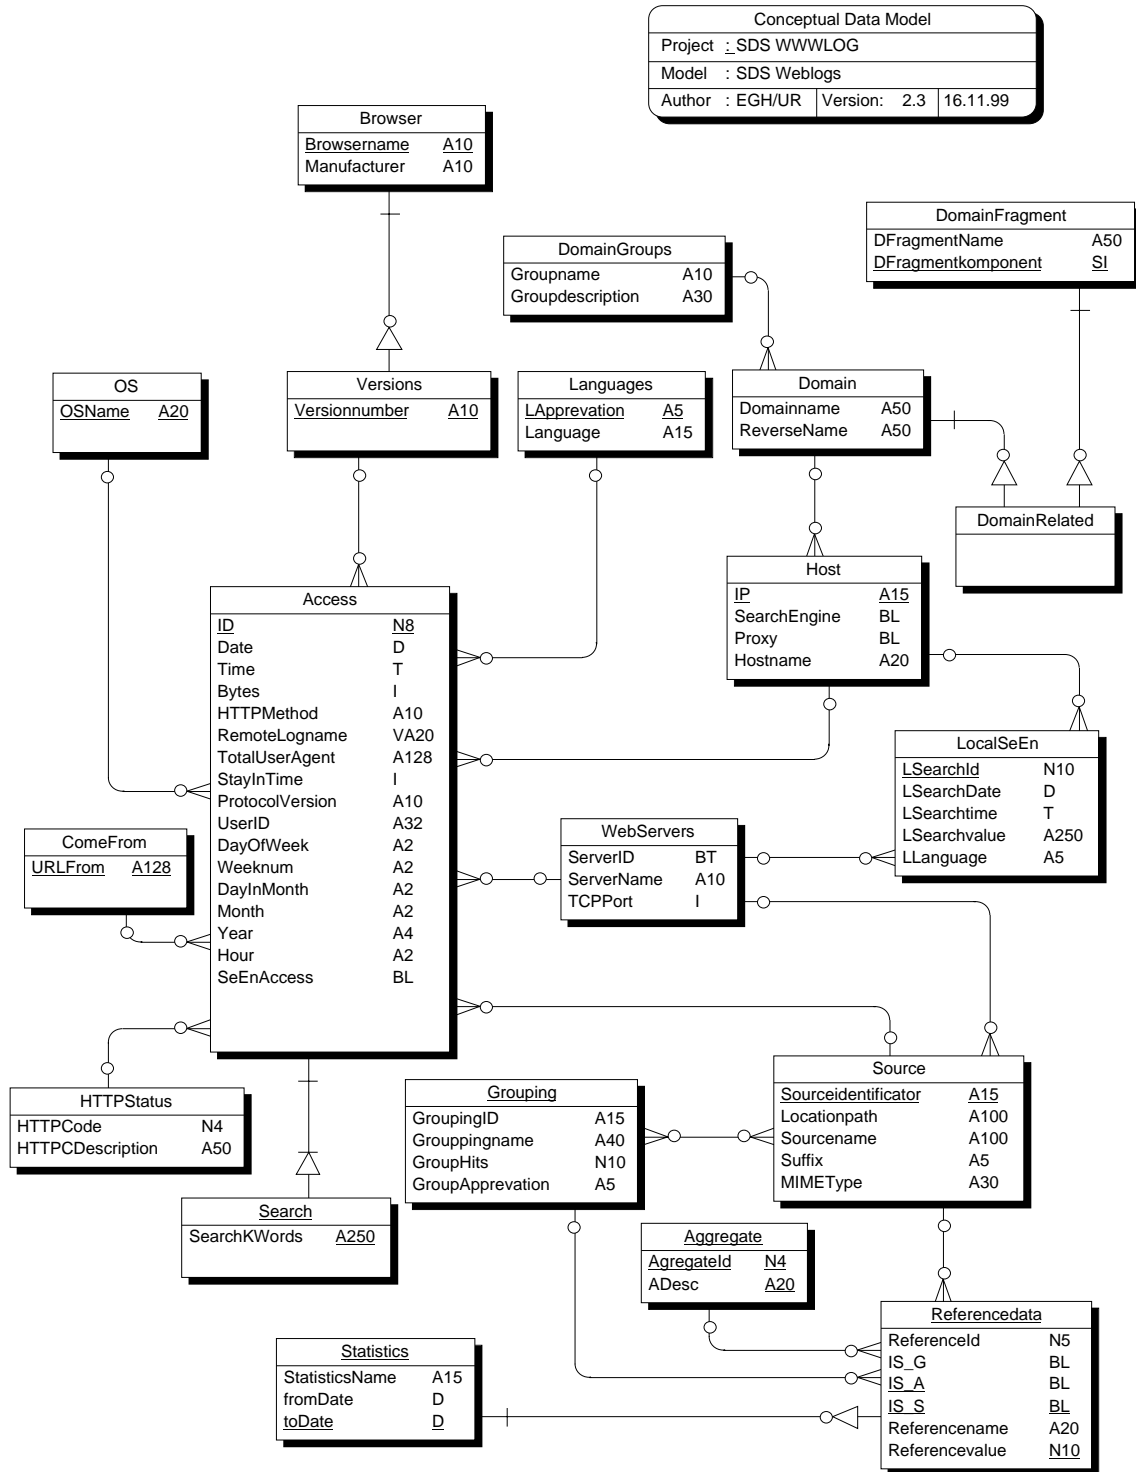 Conceptual Data Model
Project : SDS WWWLOG
Model : SDS Weblogs
Author : EGH/UR Version: 2.3 16.11.99
Browser
Browsername A10
Manufacturer A10
DomainFragment
DFragmentName A50
DFragmentkomponent SI
DomainGroups
Groupname A10
Groupdescription A30
OS
OSName A20
Versions
Versionnumber A10
Languages
LApprevation A5
Language A15
Domain
Domainname A50
ReverseName A50
DomainRelated
Host
IP A15
SearchEngine BL
Proxy BL
Hostname A20
Access
ID N8
Date D
Time T
Bytes I
HTTPMethod A10
RemoteLogname VA20
TotalUserAgent A128
StayInTime I
ProtocolVersion A10
UserID A32
DayOfWeek A2
Weeknum A2
DayInMonth A2
Month A2
Year A4
Hour A2
SeEnAccess BL
LocalSeEn
LSearchId N10
LSearchDate D
LSearchtime T
LSearchvalue A250
LLanguage A5
ComeFrom
URLFrom A128
WebServers
ServerID BT
ServerName A10
TCPPort I
HTTPStatus
HTTPCode N4
HTTPCDescription A50
Grouping
GroupingID A15
Grouppingname A40
GroupHits N10
GroupApprevation A5
Source
Sourceidentificator A15
Locationpath A100
Sourcename A100
Suffix A5
MIMEType A30
Search
SearchKWords A250
Aggregate
AgregateId N4
ADesc A20
Statistics
StatisticsName A15
fromDate D
toDate D
Referencedata
ReferenceId N5
IS_G BL
IS_A BL
IS_S BL
Referencename A20
Referencevalue N10